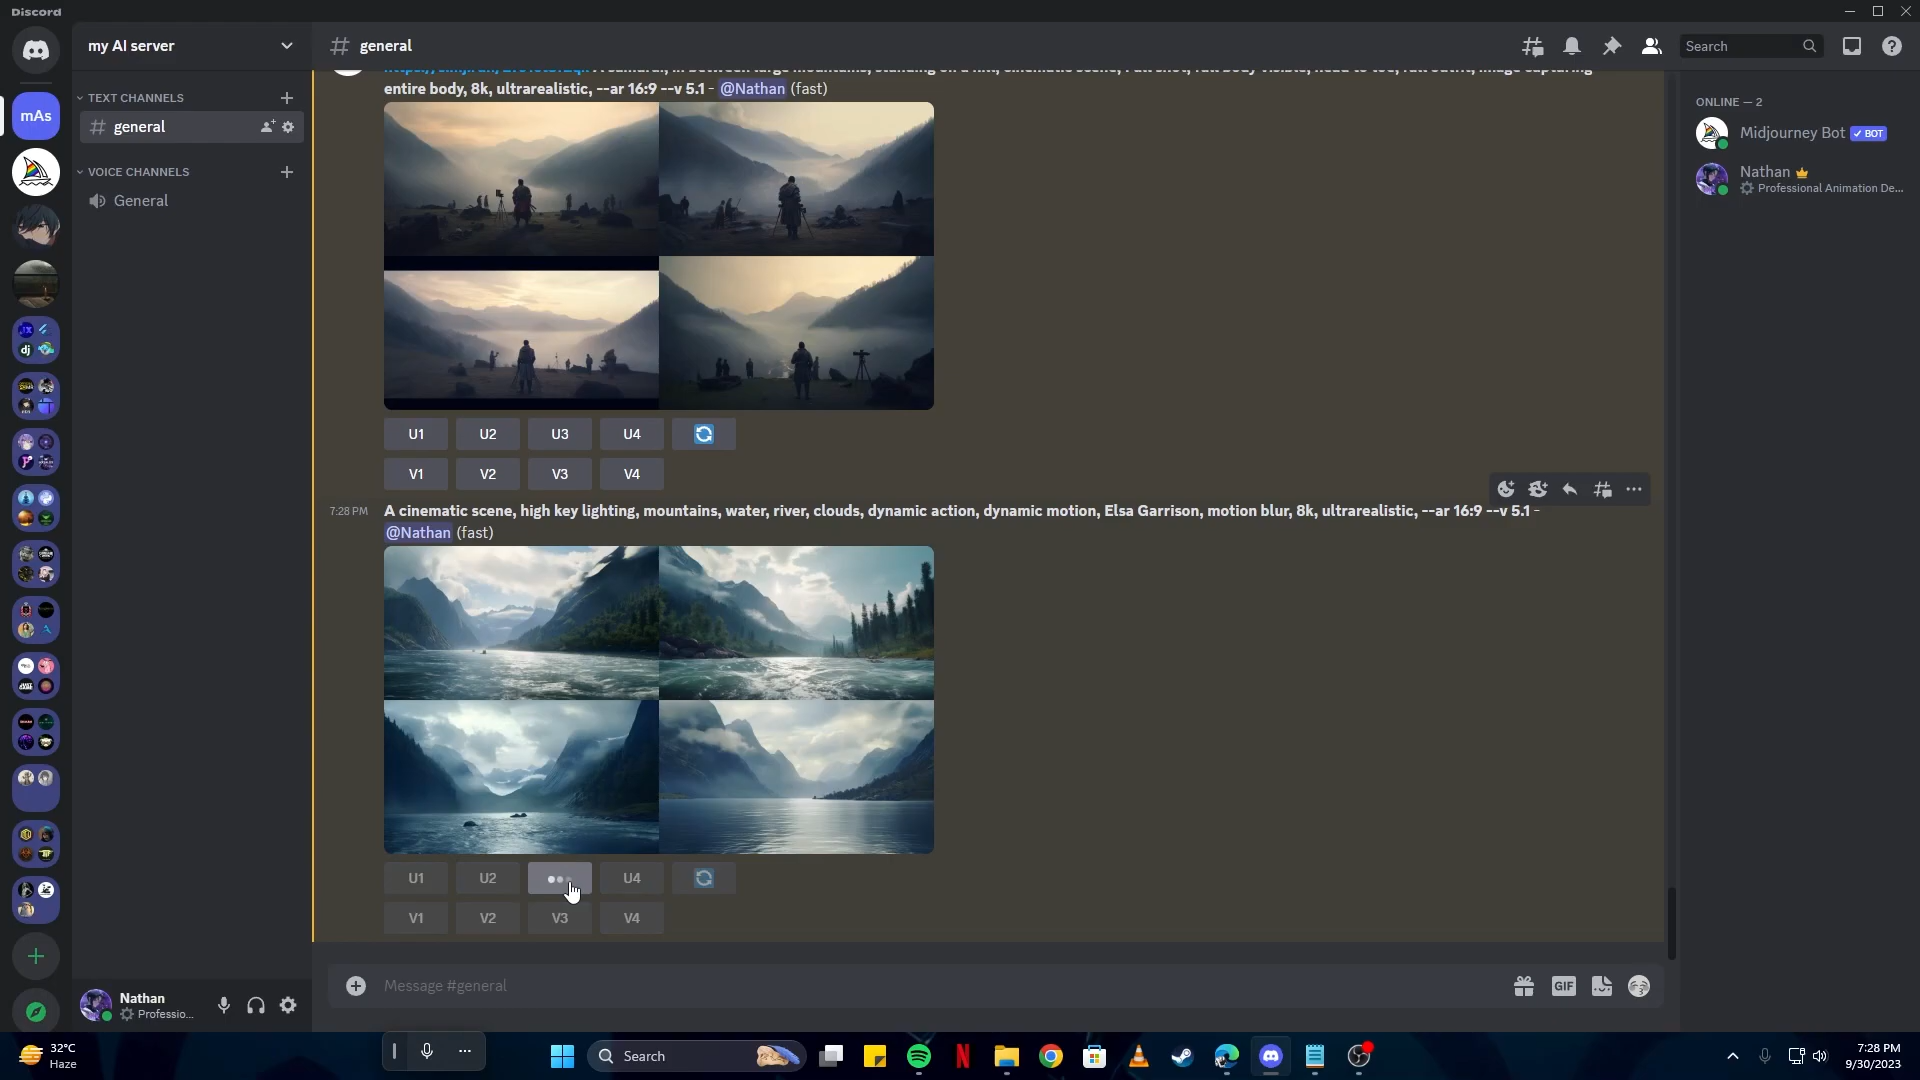 Discord
my AI server
general
Search
TEXT CHANNELS
general
VOICE CHANNELS
General
mAs
dj
entire body, 8k, ultrarealistic, --ar 16:9 --v 5.1 - @Nathan (fast)
U1 U2 U3 U4
V1 V2 V3 V4
7:28 PM A cinematic scene, high key lighting, mountains, water, river, clouds, dynamic action, dynamic motion, Elsa Garrison, motion blur, 8k, ultrarealistic, --ar 16:9 --v 5.1 -
@Nathan (fast)
U1 U2 U4
V1 V2 V3 V4
Message #general
GIF
ONLINE — 2
Midjourney Bot BOT
Nathan
Professional Animation De...
Nathan
Professio...
32°C
Haze
Search
7:28 PM
9/30/2023